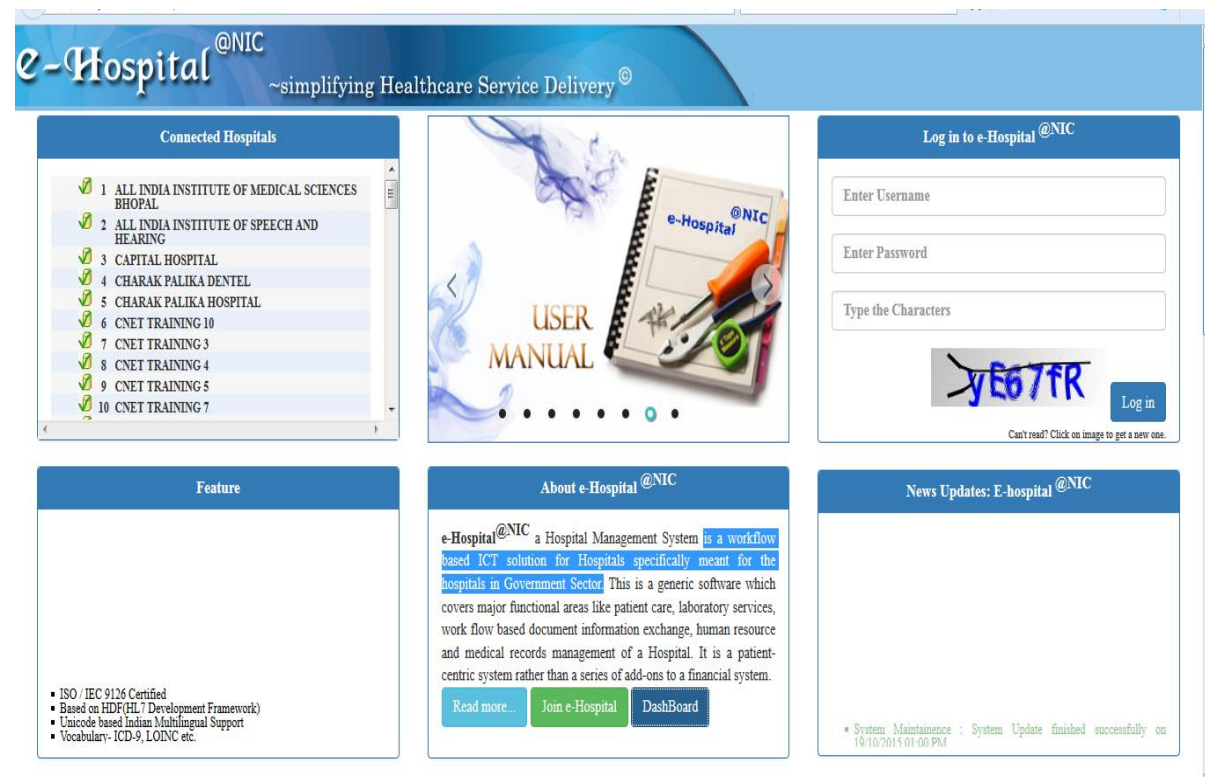 e-Hospital @NIC
~simplifying Healthcare Service Delivery ©
Connected Hospitals
1 ALL INDIA INSTITUTE OF MEDICAL SCIENCES
BHOPAL
2 ALL INDIA INSTITUTE OF SPEECH AND
HEARING
3 CAPITAL HOSPITAL
4 CHARAK PALIKA DENTEL
5 CHARAK PALIKA HOSPITAL
6 CNET TRAINING 10
7 CNET TRAINING 3
8 CNET TRAINING 4
9 CNET TRAINING 5
10 CNET TRAINING 7
e-Hospital @NIC
USER
MANUAL
Log in to e-Hospital @NIC
Enter Username
Enter Password
Type the Characters
yE67fR
Log in
Can't read? Click on image to get a new one.
Feature
▪ ISO / IEC 9126 Certified
▪ Based on HDF(HL7 Development Framework)
▪ Unicode based Indian Multilingual Support
▪ Vocabulary- ICD-9, LOINC etc.
About e-Hospital @NIC
e-Hospital@NIC a Hospital Management System is a workflow
based ICT solution for Hospitals specifically meant for the
hospitals in Government Sector. This is a generic software which
covers major functional areas like patient care, laboratory services,
work flow based document information exchange, human resource
and medical records management of a Hospital. It is a patient-
centric system rather than a series of add-ons to a financial system.
Read more...
Join e-Hospital
DashBoard
News Updates: E-hospital @NIC
▪ System Maintainence : System Update finished successfully on
19/10/2015 01:00 PM